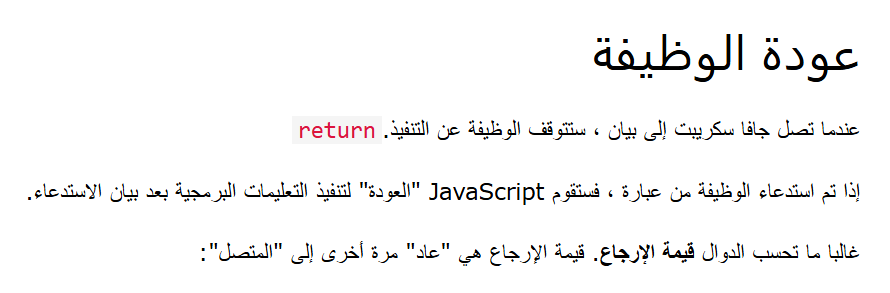 عودة الوظيفة
عندما تصل جافا سكريبت إلى بيان ، ستتوقف الوظيفة عن التنفيذ. return
إذا تم استدعاء الوظيفة من عبارة ، فستقوم JavaScript "العودة" لتنفيذ التعليمات البرمجية بعد بيان الاستدعاء.
غالبا ما تحسب الدوال قيمة الإرجاع. قيمة الإرجاع هي "عاد" مرة أخرى إلى "المتصل":